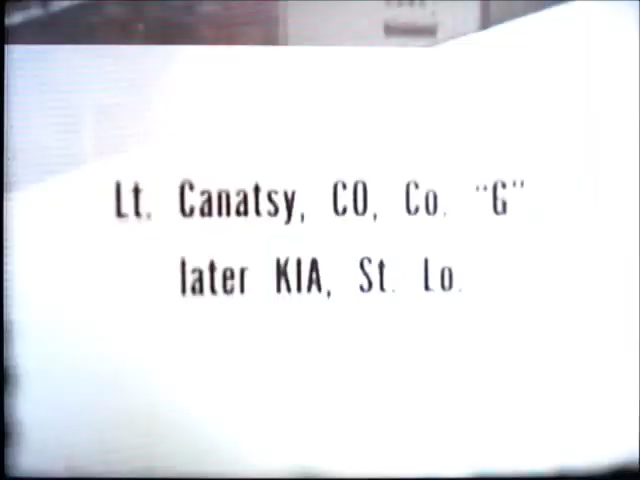 Lt. Canatsy, CO, Co. "G"
later KIA, St. Lo.